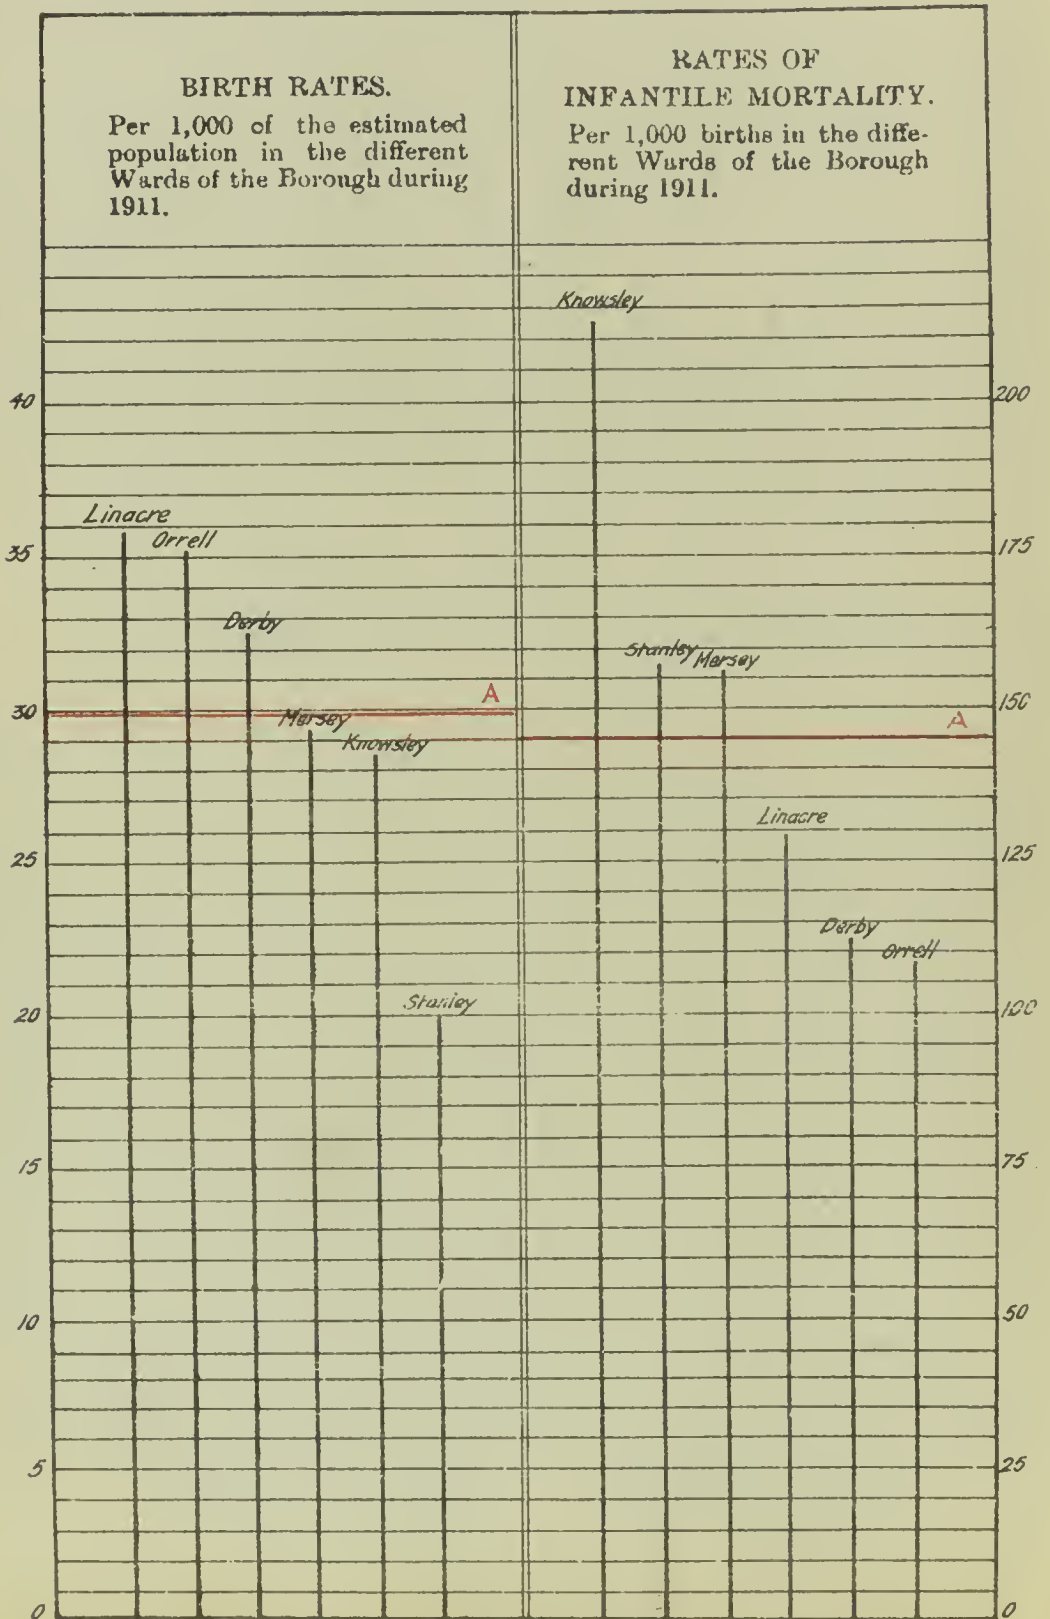 BIRTH RATES.
Per 1,000 of the estimated
population in the different
Wards of the Borough during
1911.
RATES OF
INFANTILE MORTALITY.
Per 1,000 births in the diffe-
rent Wards of the Borough
during 1911.
40
35
30
25
20
15
10
5
0
Linacre
Orrell
Derby
A
Mersey
Knowsley
Stanley
Knowsley
Stanley
Mersey
A
Linacre
Derby
Orrell
200
175
150
125
100
75
50
25
0